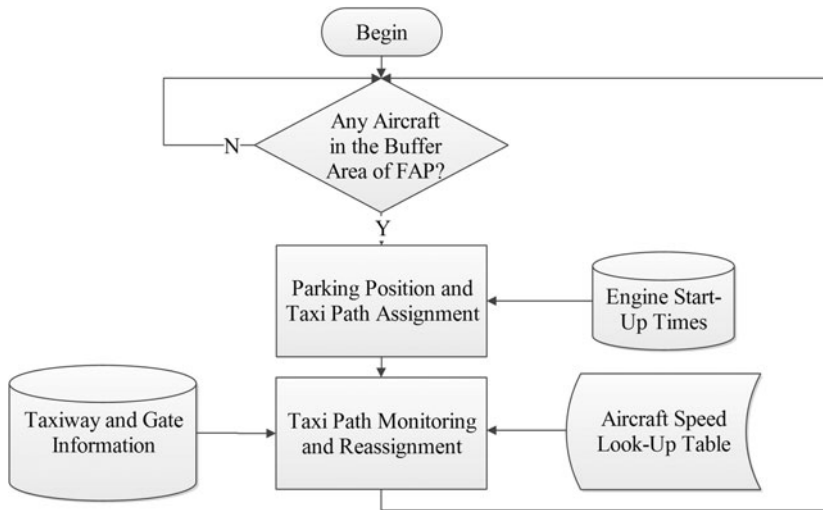 Begin
Any Aircraft
in the Buffer
Area of FAP?
N
Y
Parking Position and
Taxi Path Assignment
Engine Start-
Up Times
Taxiway and Gate
Information
Taxi Path Monitoring
and Reassignment
Aircraft Speed
Look-Up Table